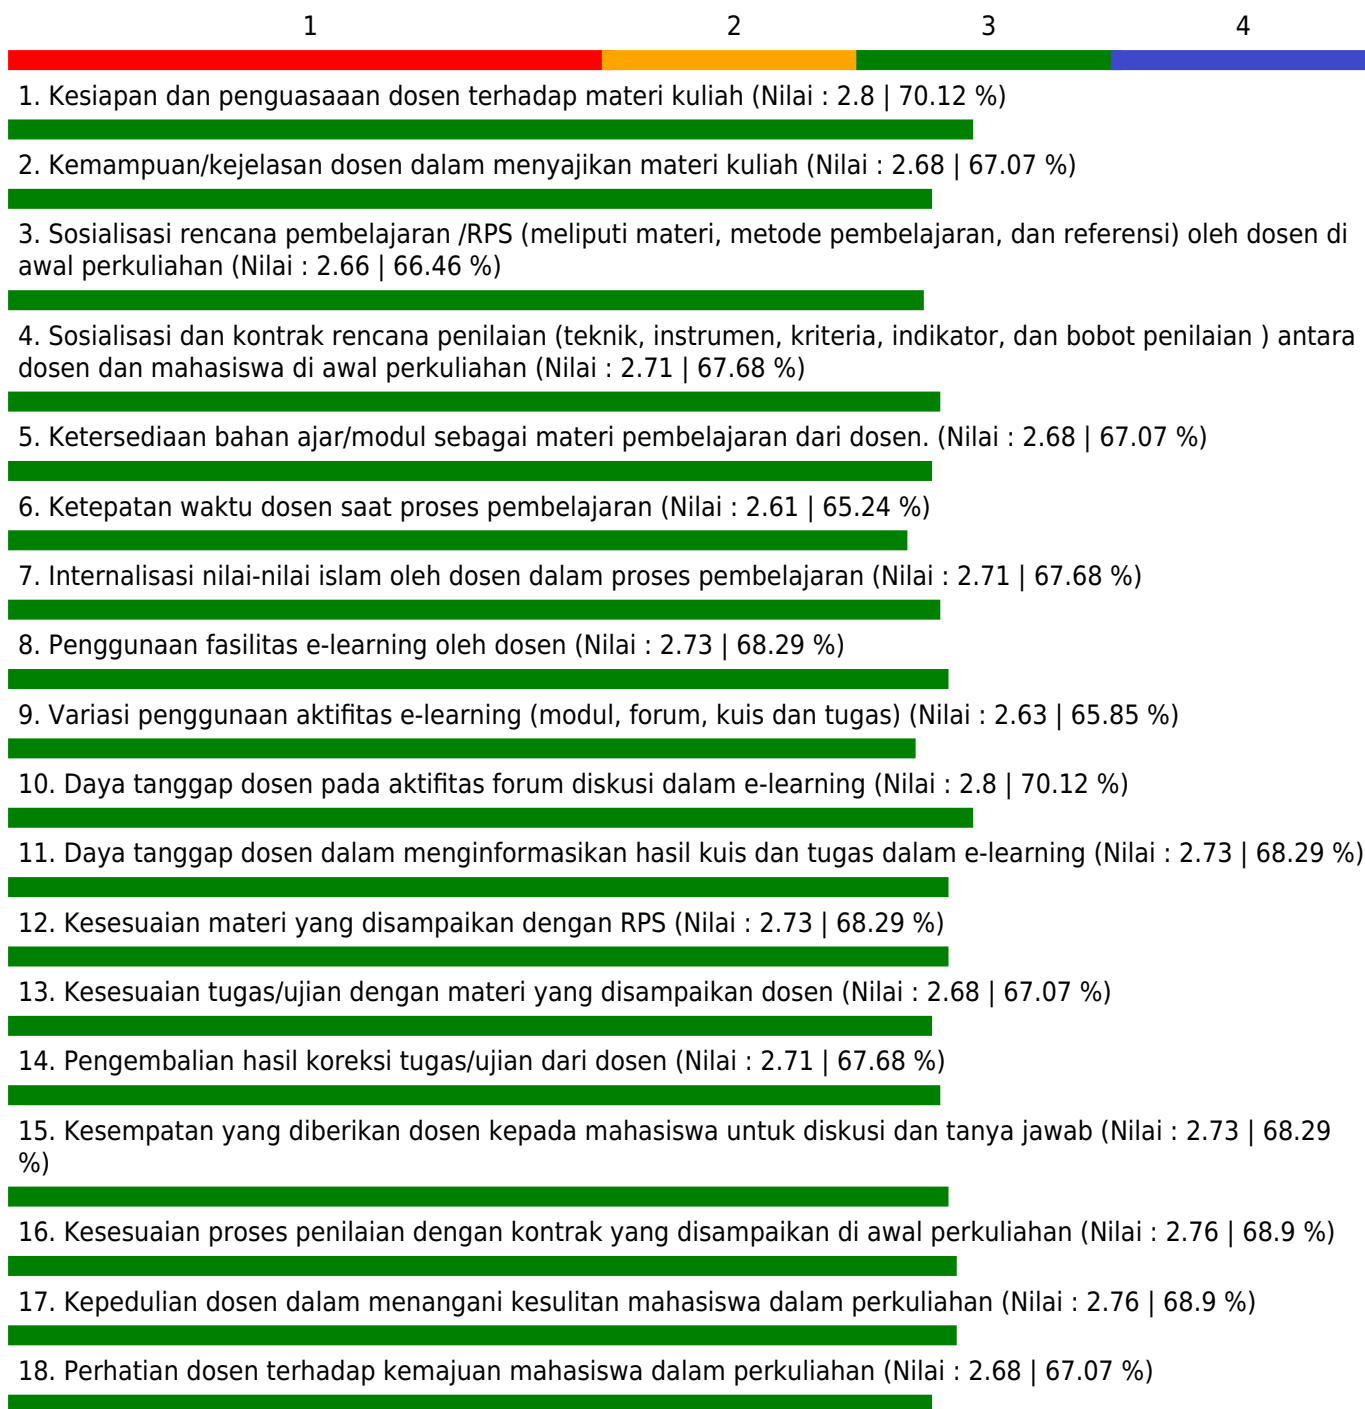 1 2 3 4
1. Kesiapan dan penguasaaan dosen terhadap materi kuliah (Nilai : 2.8 | 70.12 %)
2. Kemampuan/kejelasan dosen dalam menyajikan materi kuliah (Nilai : 2.68 | 67.07 %)
3. Sosialisasi rencana pembelajaran /RPS (meliputi materi, metode pembelajaran, dan referensi) oleh dosen di
awal perkuliahan (Nilai : 2.66 | 66.46 %)
4. Sosialisasi dan kontrak rencana penilaian (teknik, instrumen, kriteria, indikator, dan bobot penilaian ) antara
dosen dan mahasiswa di awal perkuliahan (Nilai : 2.71 | 67.68 %)
5. Ketersediaan bahan ajar/modul sebagai materi pembelajaran dari dosen. (Nilai : 2.68 | 67.07 %)
6. Ketepatan waktu dosen saat proses pembelajaran (Nilai : 2.61 | 65.24 %)
7. Internalisasi nilai-nilai islam oleh dosen dalam proses pembelajaran (Nilai : 2.71 | 67.68 %)
8. Penggunaan fasilitas e-learning oleh dosen (Nilai : 2.73 | 68.29 %)
9. Variasi penggunaan aktifitas e-learning (modul, forum, kuis dan tugas) (Nilai : 2.63 | 65.85 %)
10. Daya tanggap dosen pada aktifitas forum diskusi dalam e-learning (Nilai : 2.8 | 70.12 %)
11. Daya tanggap dosen dalam menginformasikan hasil kuis dan tugas dalam e-learning (Nilai : 2.73 | 68.29 %)
12. Kesesuaian materi yang disampaikan dengan RPS (Nilai : 2.73 | 68.29 %)
13. Kesesuaian tugas/ujian dengan materi yang disampaikan dosen (Nilai : 2.68 | 67.07 %)
14. Pengembalian hasil koreksi tugas/ujian dari dosen (Nilai : 2.71 | 67.68 %)
15. Kesempatan yang diberikan dosen kepada mahasiswa untuk diskusi dan tanya jawab (Nilai : 2.73 | 68.29
%)
16. Kesesuaian proses penilaian dengan kontrak yang disampaikan di awal perkuliahan (Nilai : 2.76 | 68.9 %)
17. Kepedulian dosen dalam menangani kesulitan mahasiswa dalam perkuliahan (Nilai : 2.76 | 68.9 %)
18. Perhatian dosen terhadap kemajuan mahasiswa dalam perkuliahan (Nilai : 2.68 | 67.07 %)